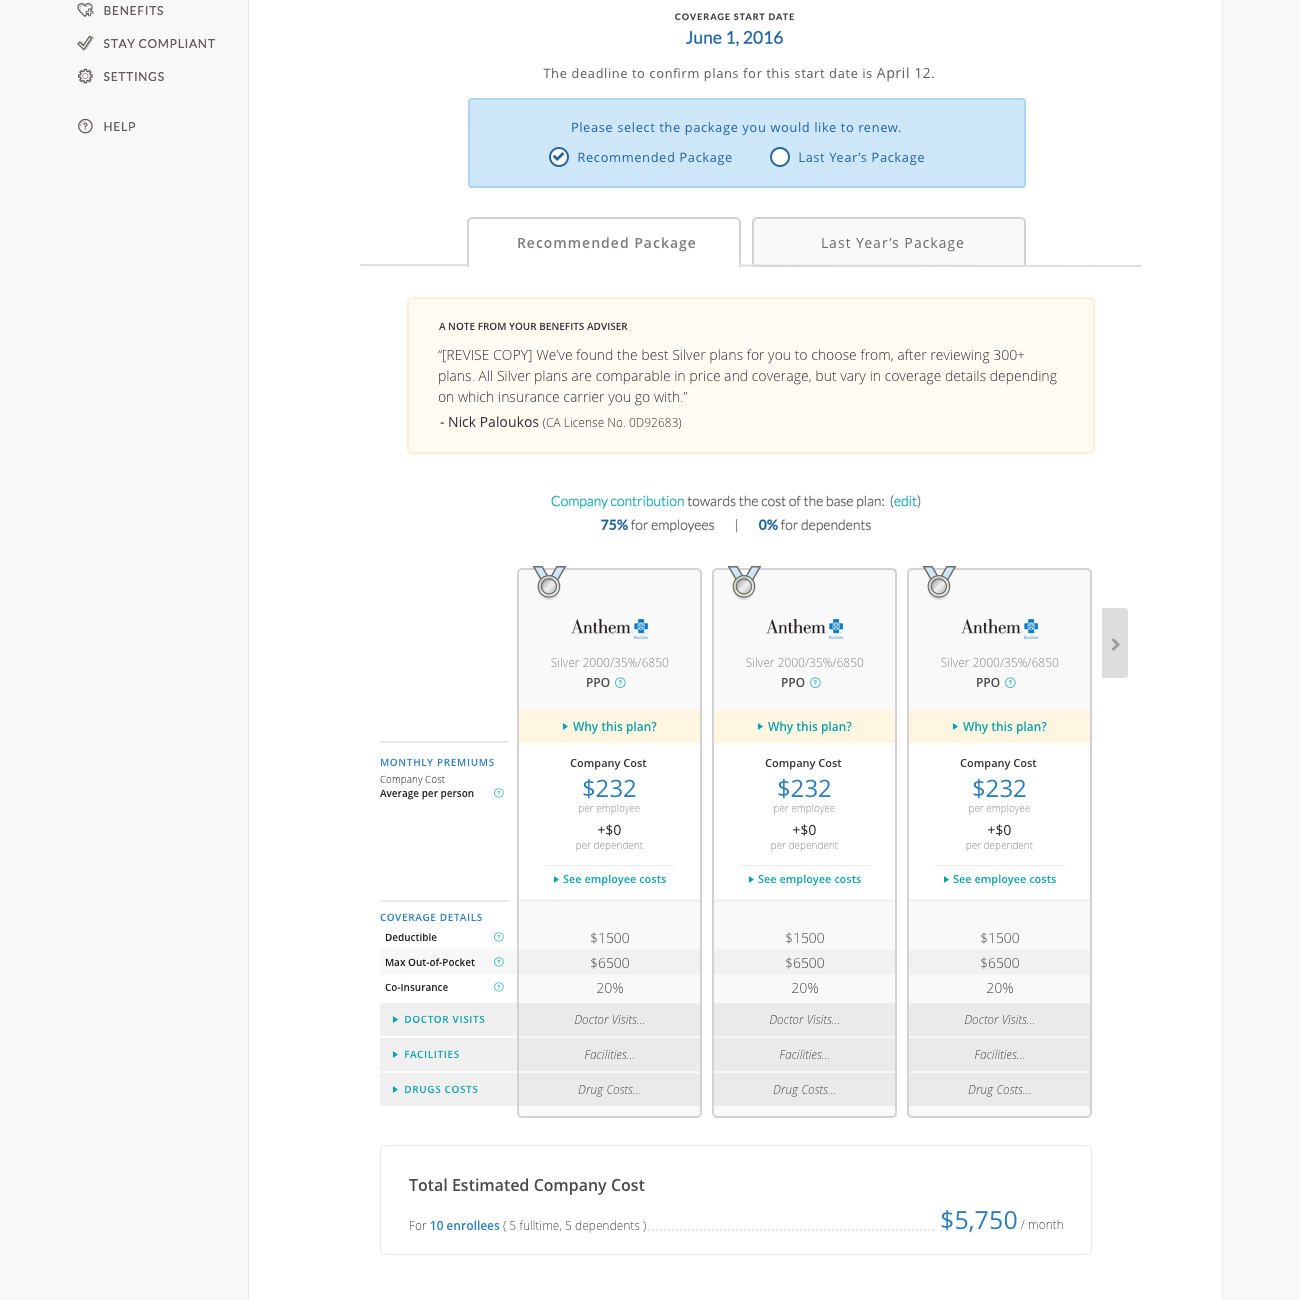 BENEFITS
STAY COMPLIANT
SETTINGS
HELP
COVERAGE START DATE
June 1, 2016
The deadline to confirm plans for this start date is April 12.
Please select the package you would like to renew.
Recommended Package Last Year's Package
Recommended Package Last Year's Package
A NOTE FROM YOUR BENEFITS ADVISER
“[REVISE COPY] We’ve found the best Silver plans for you to choose from, after reviewing 300+
plans. All Silver plans are comparable in price and coverage, but vary in coverage details depending
on which insurance carrier you go with.”
- Nick Paloukos (CA License No. 0D92683)
Company contribution towards the cost of the base plan: (edit)
75% for employees | 0% for dependents
Anthem Anthem Anthem
Silver 2000/35%/6850 Silver 2000/35%/6850 Silver 2000/35%/6850
PPO ? PPO ? PPO ?
Why this plan? Why this plan? Why this plan?
MONTHLY PREMIUMS Company Cost Company Cost Company Cost
Company Cost
Average per person ? $232 $232 $232
per employee per employee per employee
+$0 +$0 +$0
per dependent per dependent per dependent
See employee costs See employee costs See employee costs
COVERAGE DETAILS
Deductible ? $1500 $1500 $1500
Max Out-of-Pocket ? $6500 $6500 $6500
Co-Insurance ? 20% 20% 20%
DOCTOR VISITS Doctor Visits... Doctor Visits... Doctor Visits...
FACILITIES Facilities... Facilities... Facilities...
DRUGS COSTS Drug Costs... Drug Costs... Drug Costs...
Total Estimated Company Cost
For 10 enrollees ( 5 fulltime, 5 dependents ) $5,750 / month